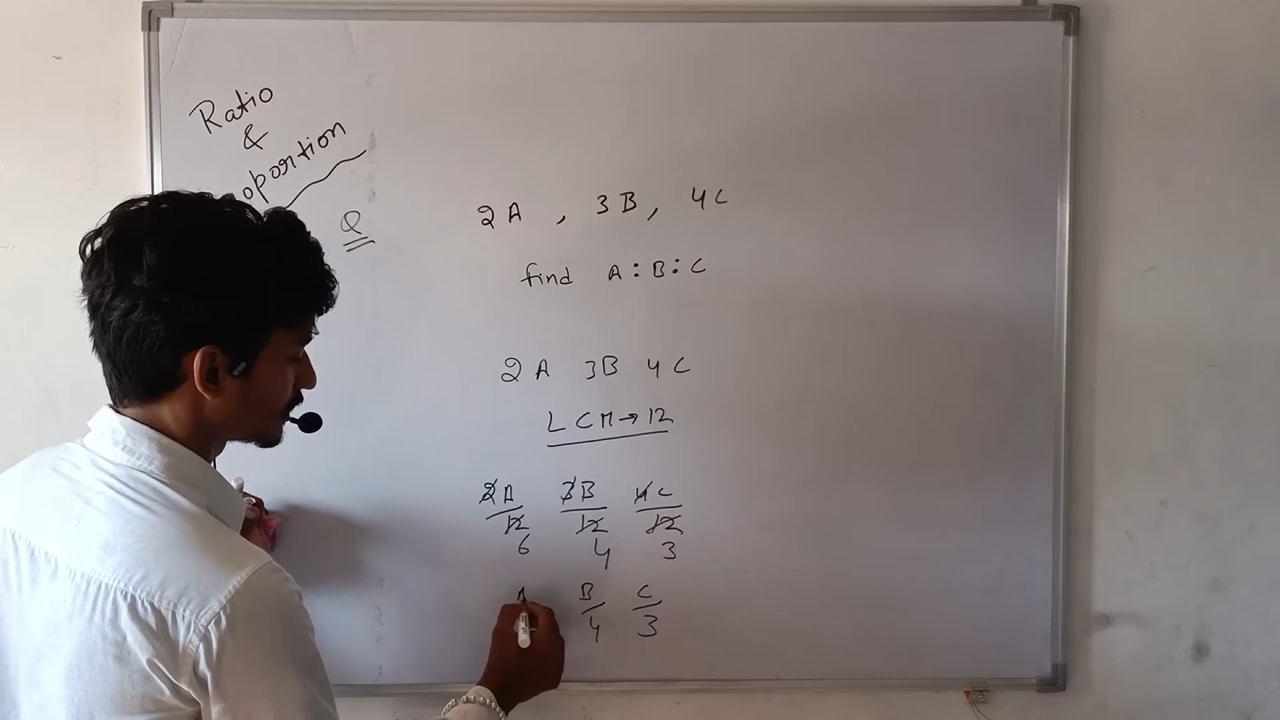 Ratio
&
oportion
Q
2A , 3B, 4C
find A:B:C
2A 3B 4C
LCM→12
2A 3B 4C
12 12 12
6 4 3
A B C
4 3